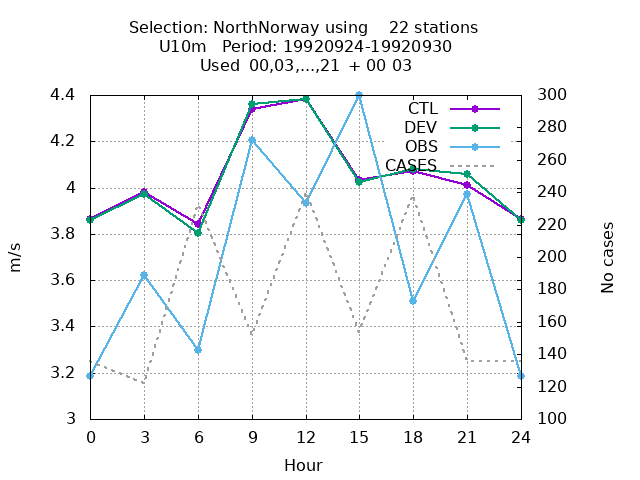 Selection: NorthNorway using 22 stations
U10m Period: 19920924-19920930
Used 00,03,...,21 + 00 03
4.4
4.2
4
3.8
3.6
3.4
3.2
3
m/s
CTL
DEV
OBS
CASES
300
280
260
240
220
200
180
160
140
120
100
No cases
0 3 6 9 12 15 18 21 24
Hour